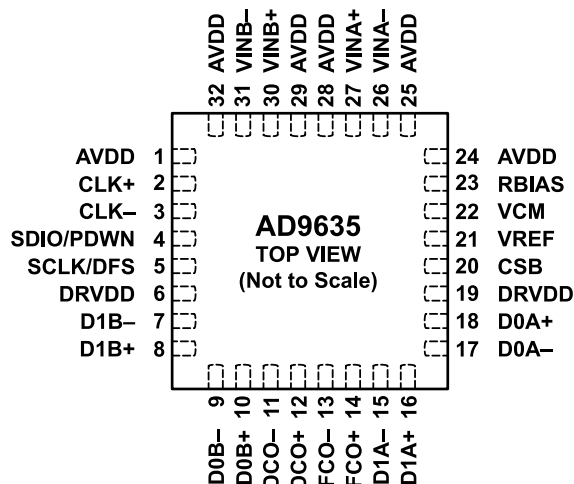 32 AVDD
31 VINB–
30 VINB+
29 AVDD
28 AVDD
27 VINA+
26 VINA–
25 AVDD
AVDD 1
CLK+ 2
CLK– 3
SDIO/PDWN 4
SCLK/DFS 5
DRVDD 6
D1B– 7
D1B+ 8
AD9635
TOP VIEW
(Not to Scale)
24 AVDD
23 RBIAS
22 VCM
21 VREF
20 CSB
19 DRVDD
18 D0A+
17 D0A–
D0B– 9
D0B+ 10
DCO– 11
DCO+ 12
FCO– 13
FCO+ 14
D1A– 15
D1A+ 16